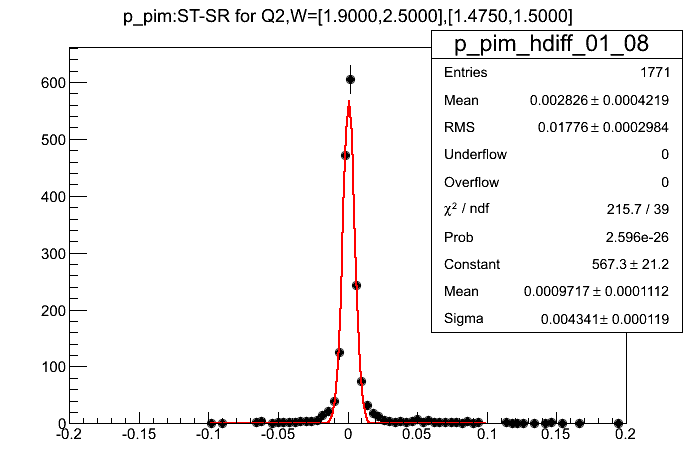 p_pim:ST-SR for Q2,W=[1.9000,2.5000],[1.4750,1.5000]
p_pim_hdiff_01_08
Entries 1771
Mean 0.002826 ± 0.0004219
RMS 0.01776 ± 0.0002984
Underflow 0
Overflow 0
χ² / ndf 215.7 / 39
Prob 2.596e-26
Constant 567.3 ± 21.2
Mean 0.0009717 ± 0.0001112
Sigma 0.004341 ± 0.000119
600
500
400
300
200
100
0
-0.2 -0.15 -0.1 -0.05 0 0.05 0.1 0.15 0.2